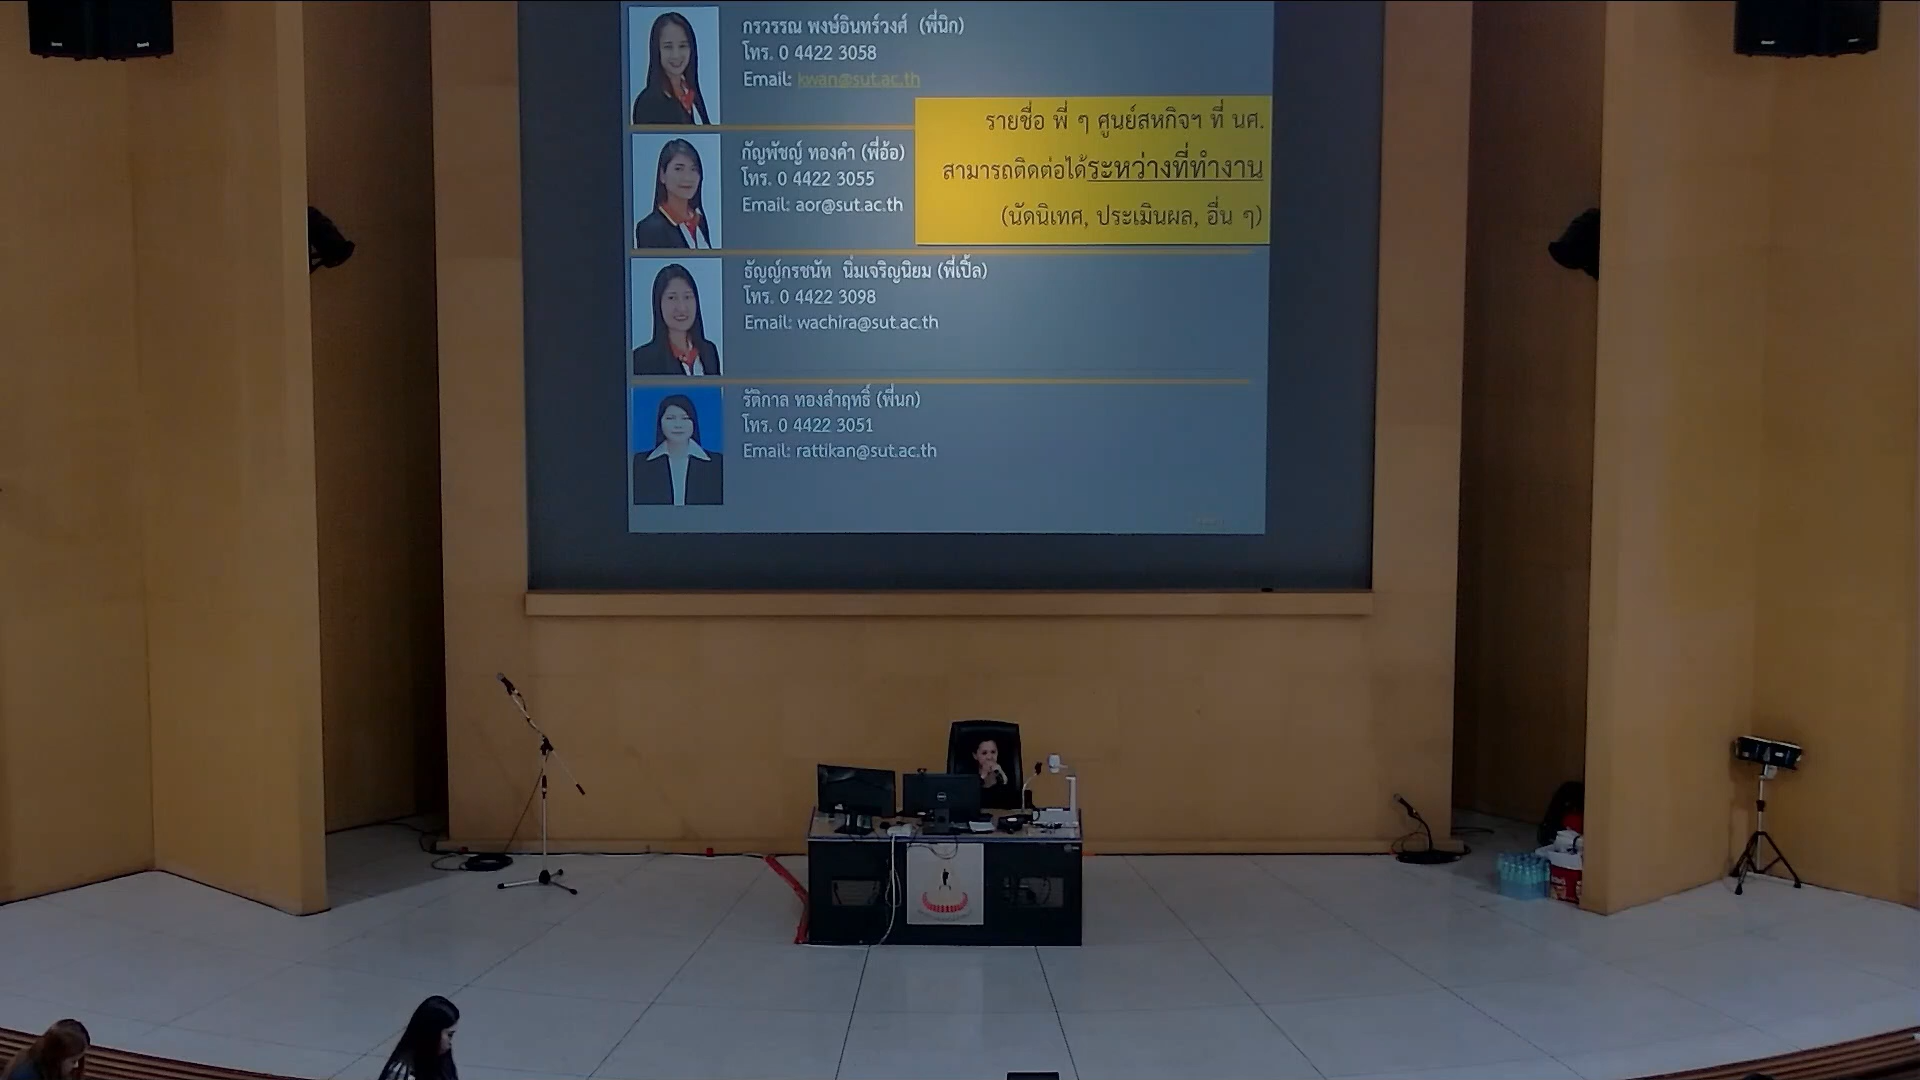 กรวรรณ พงษ์อินทร์วงศ์ (พี่นิก)
โทร. 0 4422 3058
Email: kwan@sut.ac.th
รายชื่อ พี่ ๆ ศูนย์สหกิจฯ ที่ นศ.
สามารถติดต่อได้ระหว่างที่ทำงาน
(นัดนิเทศ, ประเมินผล, อื่น ๆ)
กัญพัชญ์ ทองคำ (พี่อ้อ)
โทร. 0 4422 3055
Email: aor@sut.ac.th
ธัญญ์กรชนัท นิ่มเจริญนิยม (พี่เปิ้ล)
โทร. 0 4422 3098
Email: wachira@sut.ac.th
รัติกาล ทองสำฤทธิ์ (พี่นก)
โทร. 0 4422 3051
Email: rattikan@sut.ac.th